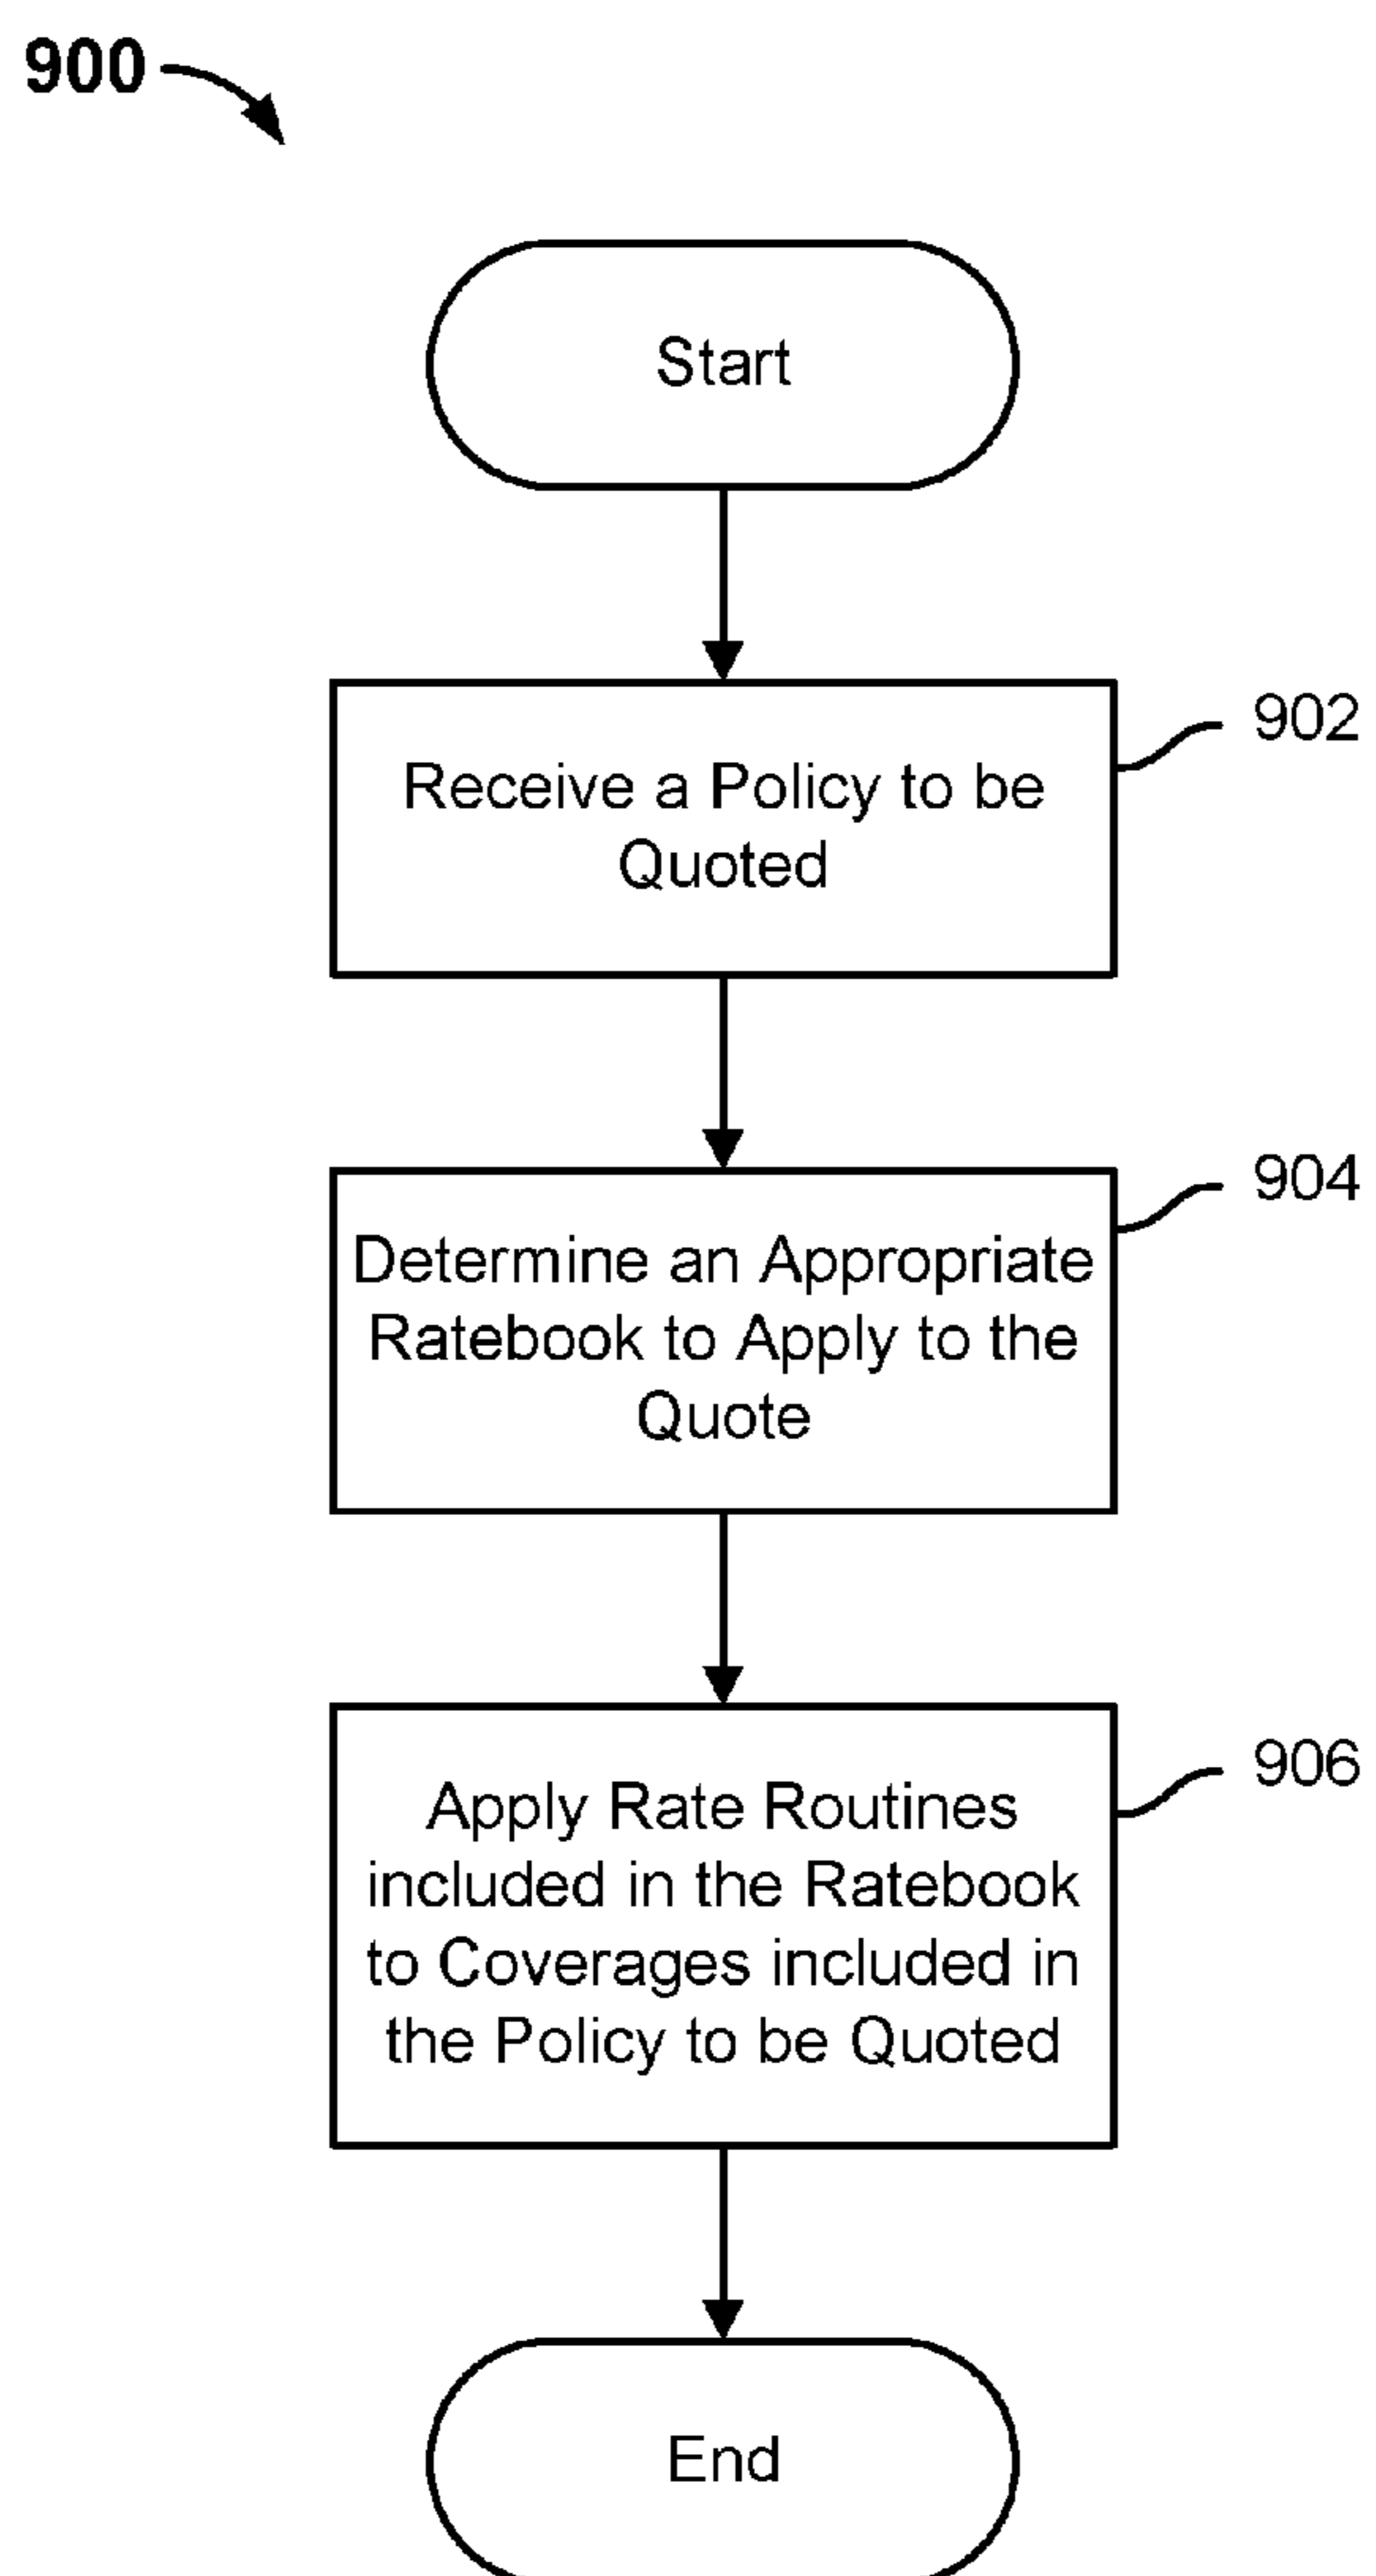 900
Start
Receive a Policy to be
Quoted
902
Determine an Appropriate
Ratebook to Apply to the
Quote
904
Apply Rate Routines
included in the Ratebook
to Coverages included in
the Policy to be Quoted
906
End